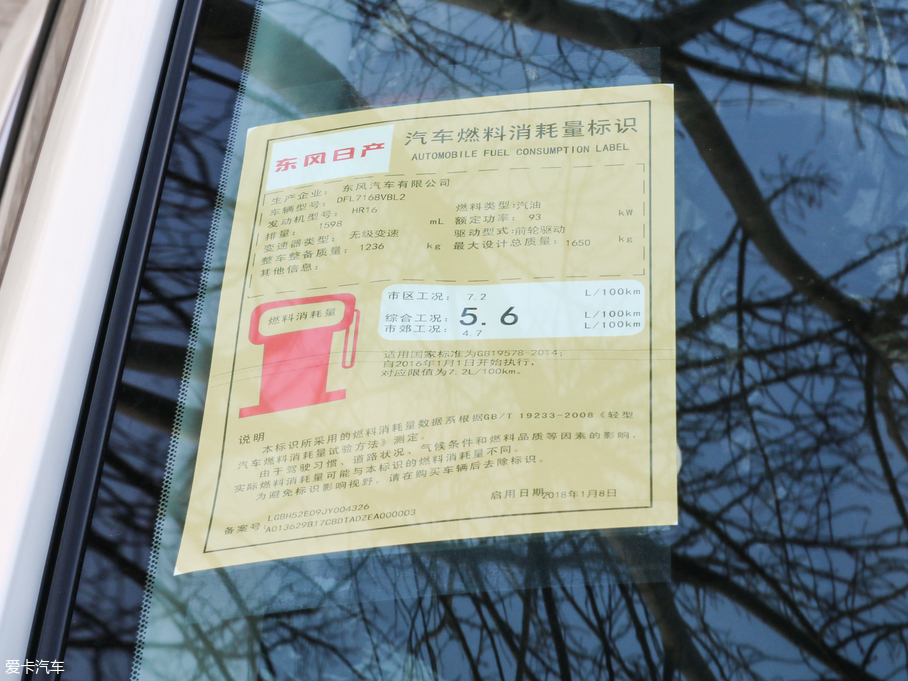 东风日产
汽车燃料消耗量标识
AUTOMOBILE FUEL CONSUMPTION LABEL
生产企业： 东风汽车有限公司
车辆型号： DFL7168VBL2
发动机型号： HR16 燃料类型:汽油
排量： 1598 mL 额定功率： 93 kW
变速器类型： 无级变速 驱动型式:前轮驱动
整车整备质量： 1236 kg 最大设计总质量： 1650 kg
其他信息：
燃料消耗量
市区工况： 7.2 L/100km
综合工况： 5.6 L/100km
市郊工况： 4.7 L/100km
适用国家标准为GB19578-2014;
自2016年1月1日开始执行,
对应限值为7.2L/100km。
说明
本标识所采用的燃料消耗量数据系根据GB/T 19233-2008《轻型
汽车燃料消耗量试验方法》测定。
由于驾驶习惯、道路状况、气候条件和燃料品质等因素的影响，
实际燃料消耗量可能与本标识的燃料消耗量不同。
为避免标识影响视野，请在购买车辆后去除标识。
启用日期2018年1月8日
LGBH52E09JY004326
备案号：A013629B17CBDTADZEA000003
爱卡汽车